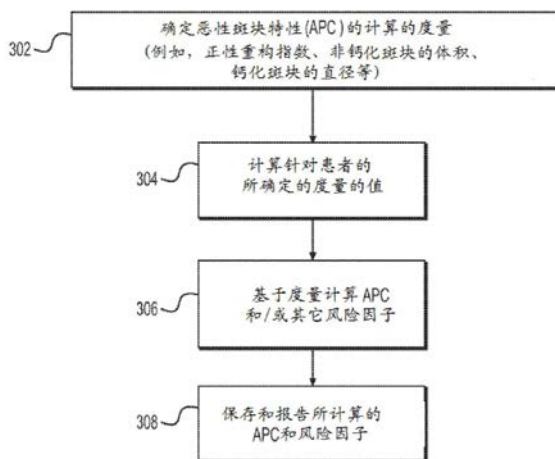 302
确定恶性斑块特性(APC)的计算的度量
(例如，正性重构指数、非钙化斑块的体积、
钙化斑块的直径等)
304
计算针对患者的
所确定的度量的值
306
基于度量计算APC
和/或其它风险因子
308
保存和报告所计算的
APC和风险因子